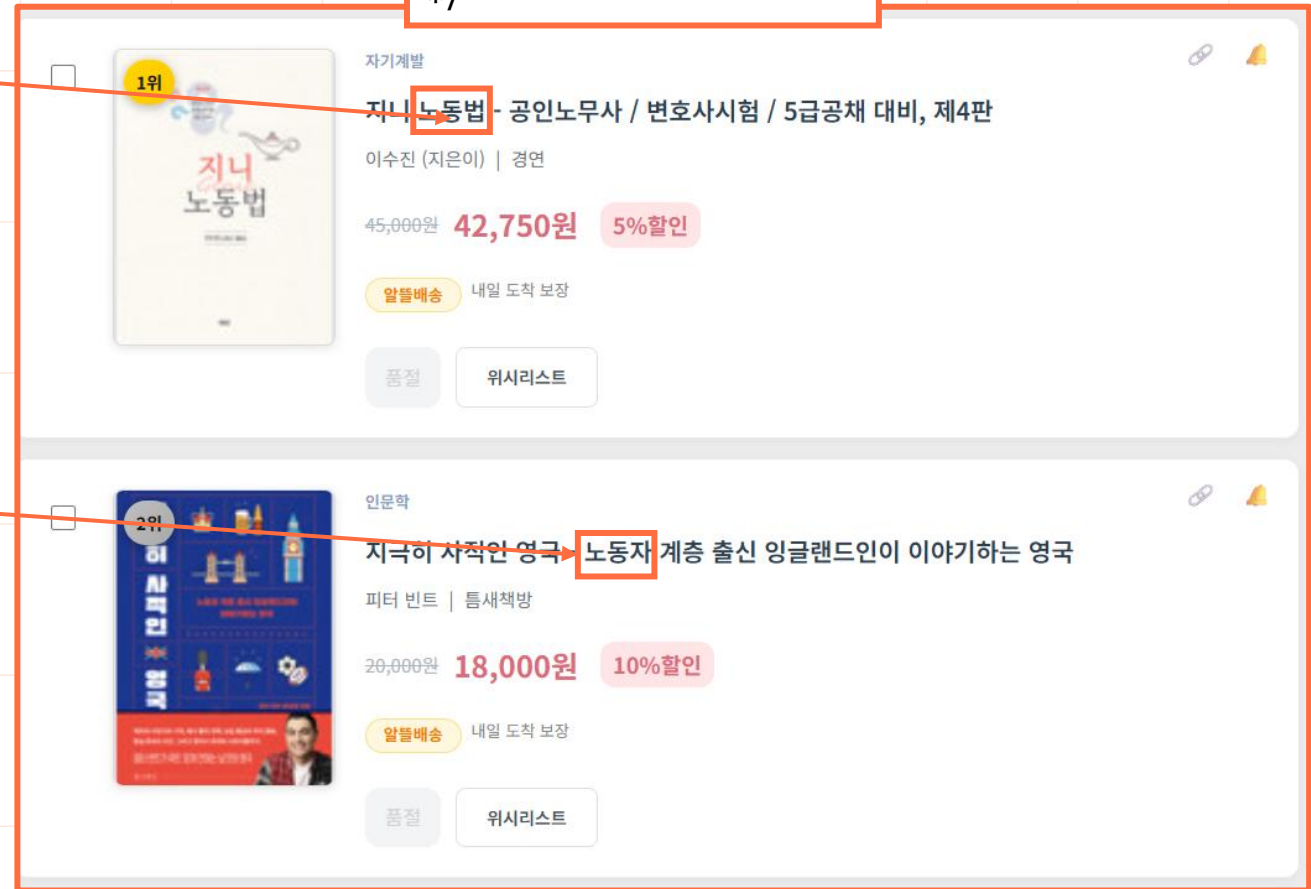 자기계발
1위
지니 노동법 - 공인노무사 / 변호사시험 / 5급공채 대비, 제4판
이수진 (지은이) | 경연
지니
노동법
45,000원 42,750원 5%할인
알뜰배송 내일 도착 보장
품절 위시리스트
인문학
2위
지극히 사적인 영국 - 노동자 계층 출신 잉글랜드인이 이야기하는 영국
피터 빈트 | 틈새책방
허 사적인 영국
20,000원 18,000원 10%할인
알뜰배송 내일 도착 보장
품절 위시리스트